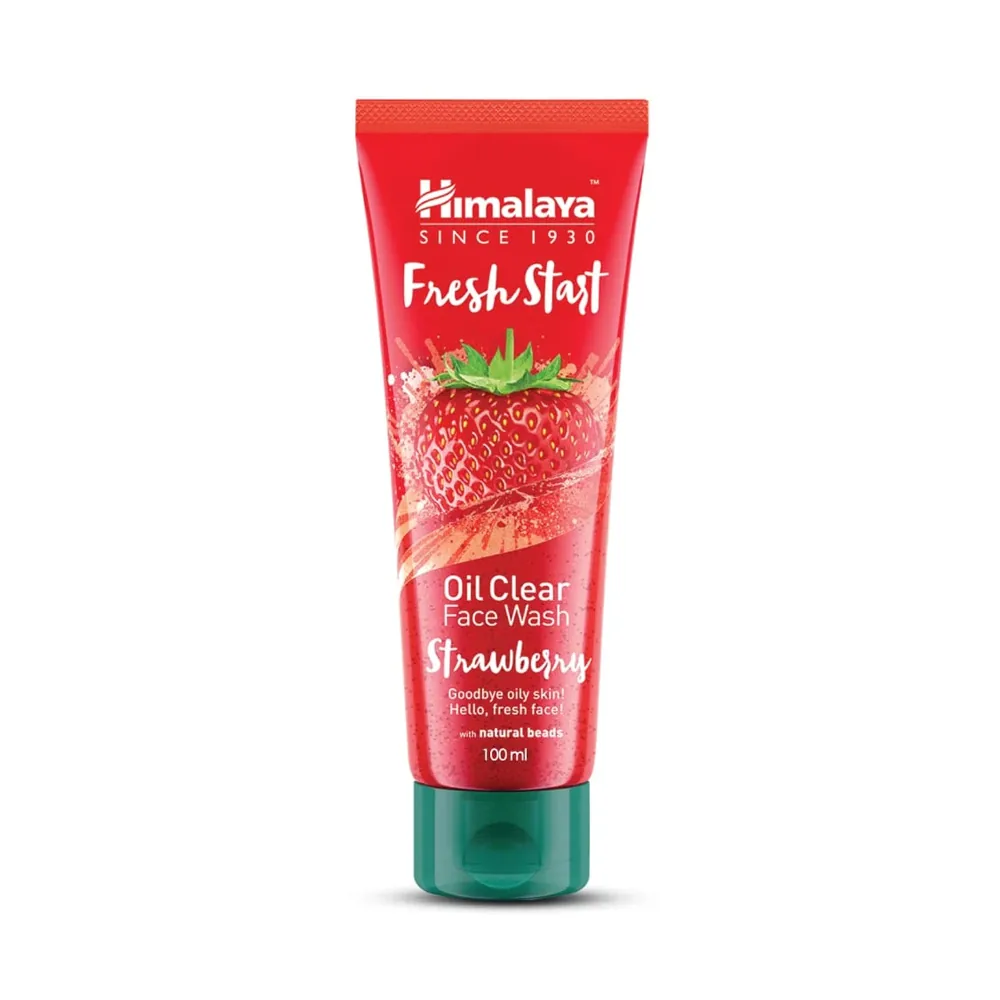 Himalaya™
SINCE 1930
Fresh Start
Oil Clear
Face Wash
Strawberry
Goodbye oily skin!
Hello, fresh face!
with natural beads
100 ml